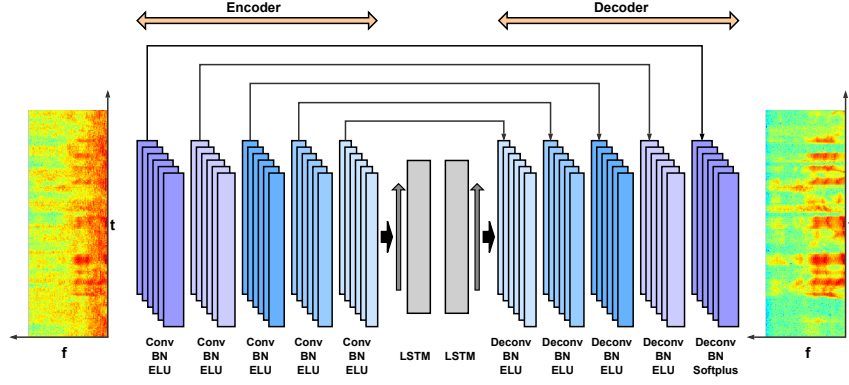 Encoder
Decoder
t
f
f
Conv Conv Conv Conv Conv Deconv Deconv Deconv Deconv Deconv
BN BN BN BN BN LSTM LSTM BN BN BN BN BN
ELU ELU ELU ELU ELU ELU ELU ELU ELU Softplus